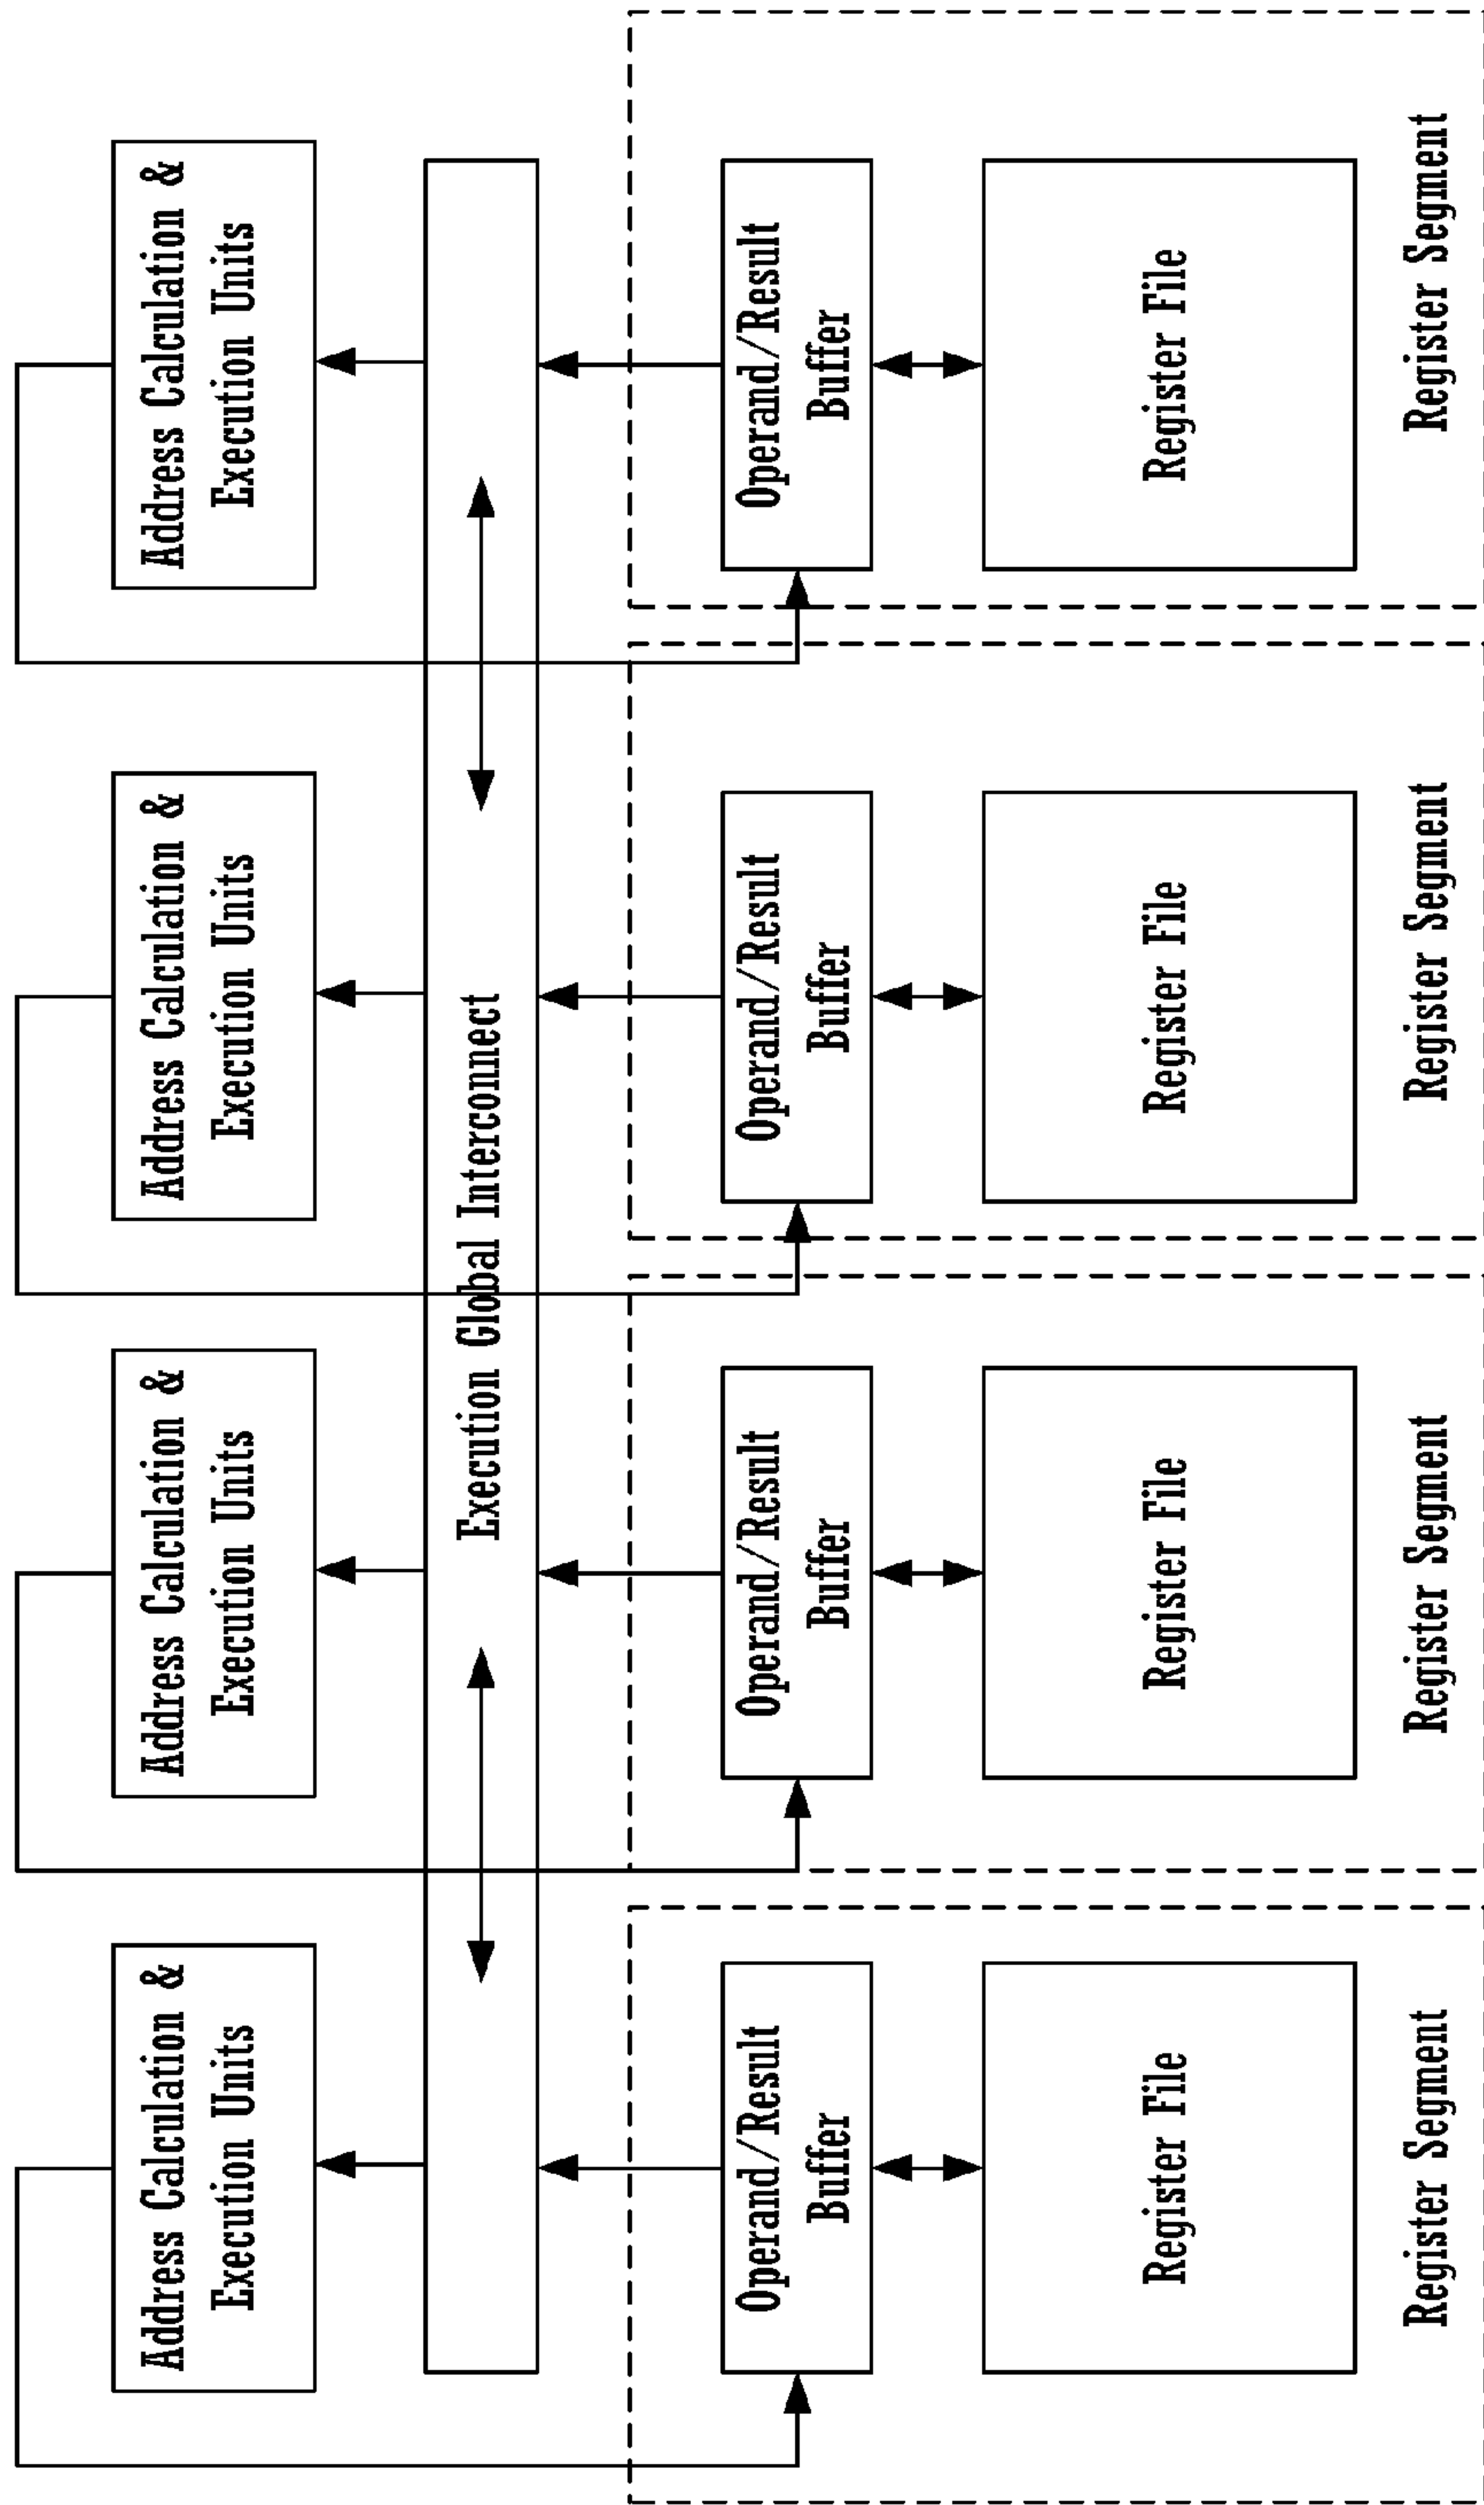 Address Calculation &
Execution Units
Address Calculation &
Execution Units
Address Calculation &
Execution Units
Address Calculation &
Execution Units
Execution Global Interconnect
Operand/Result
Buffer
Operand/Result
Buffer
Operand/Result
Buffer
Operand/Result
Buffer
Register File
Register File
Register File
Register File
Register Segment
Register Segment
Register Segment
Register Segment